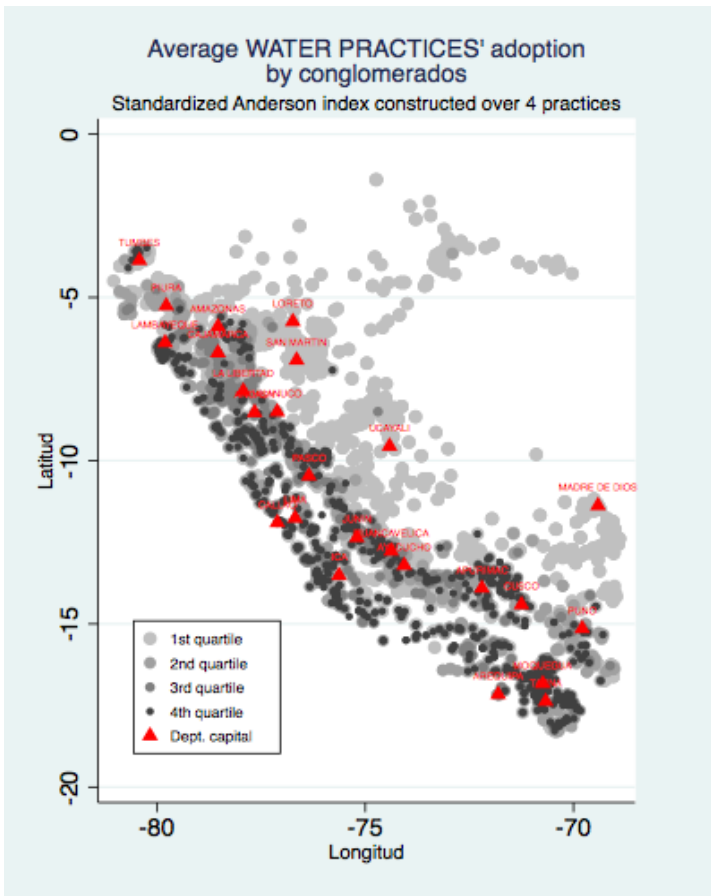 Average WATER PRACTICES' adoption
by conglomerados
Standardized Anderson index constructed over 4 practices
0
-5
-10
-15
-20
Latitud
TUMBES
PIURA
AMAZONAS
LORETO
SAN MARTIN
LA LIBERTAD
UCAYALI
PASCO
MADRE DE DIOS
LIMA
JUNIN
HUANCAVELICA
AYACUCHO
ICA
APURIMAC
CUSCO
PUNO
MOQUEGUA
AREQUIPA
TACNA
1st quartile
2nd quartile
3rd quartile
4th quartile
Dept. capital
-80
-75
-70
Longitud